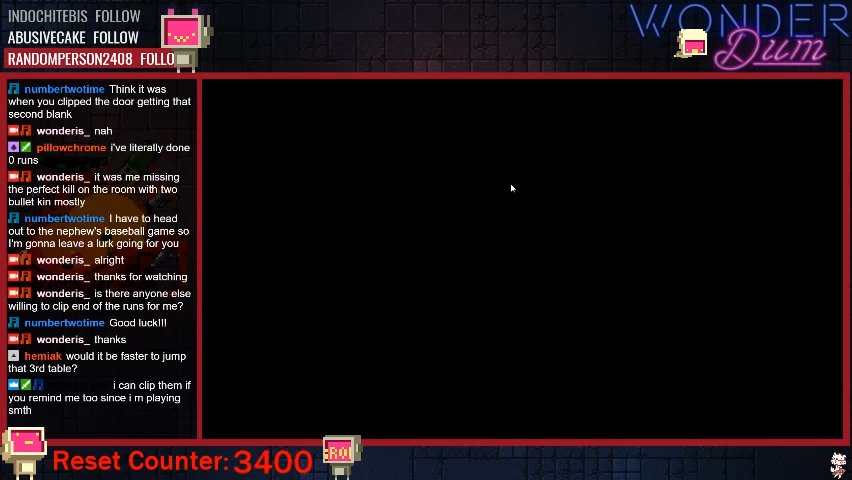 INDOCHITEBIS FOLLOW
ABUSIVECAKE FOLLOW
RANDOMPERSON2408 FOLLO
WONDER
Dum
numbertwotime Think it was
when you clipped the door getting that
second blank
wonderis_ nah
pillowchrome i've literally done
0 runs
wonderis_ it was me missing
the perfect kill on the room with two
bullet kin mostly
numbertwotime I have to head
out to the nephew's baseball game so
I'm gonna leave a lurk going for you
wonderis_ alright
wonderis_ thanks for watching
wonderis_ is there anyone else
willing to clip end of the runs for me?
numbertwotime Good luck!!!
wonderis_ thanks
hemiak would it be faster to jump
that 3rd table?
i can clip them if
you remind me too since i m playing
smth
Reset Counter: 3400
ROL